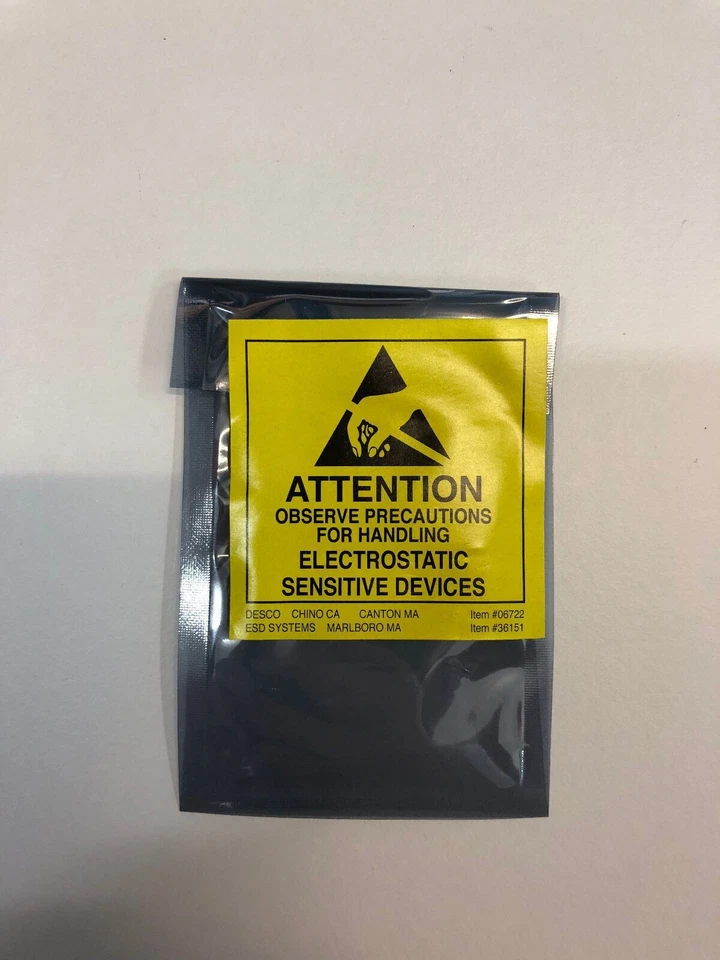 ATTENTION
OBSERVE PRECAUTIONS
FOR HANDLING
ELECTROSTATIC
SENSITIVE DEVICES
DESCO CHINO CA CANTON MA Item #06722
ESD SYSTEMS MARLBORO MA Item #36151